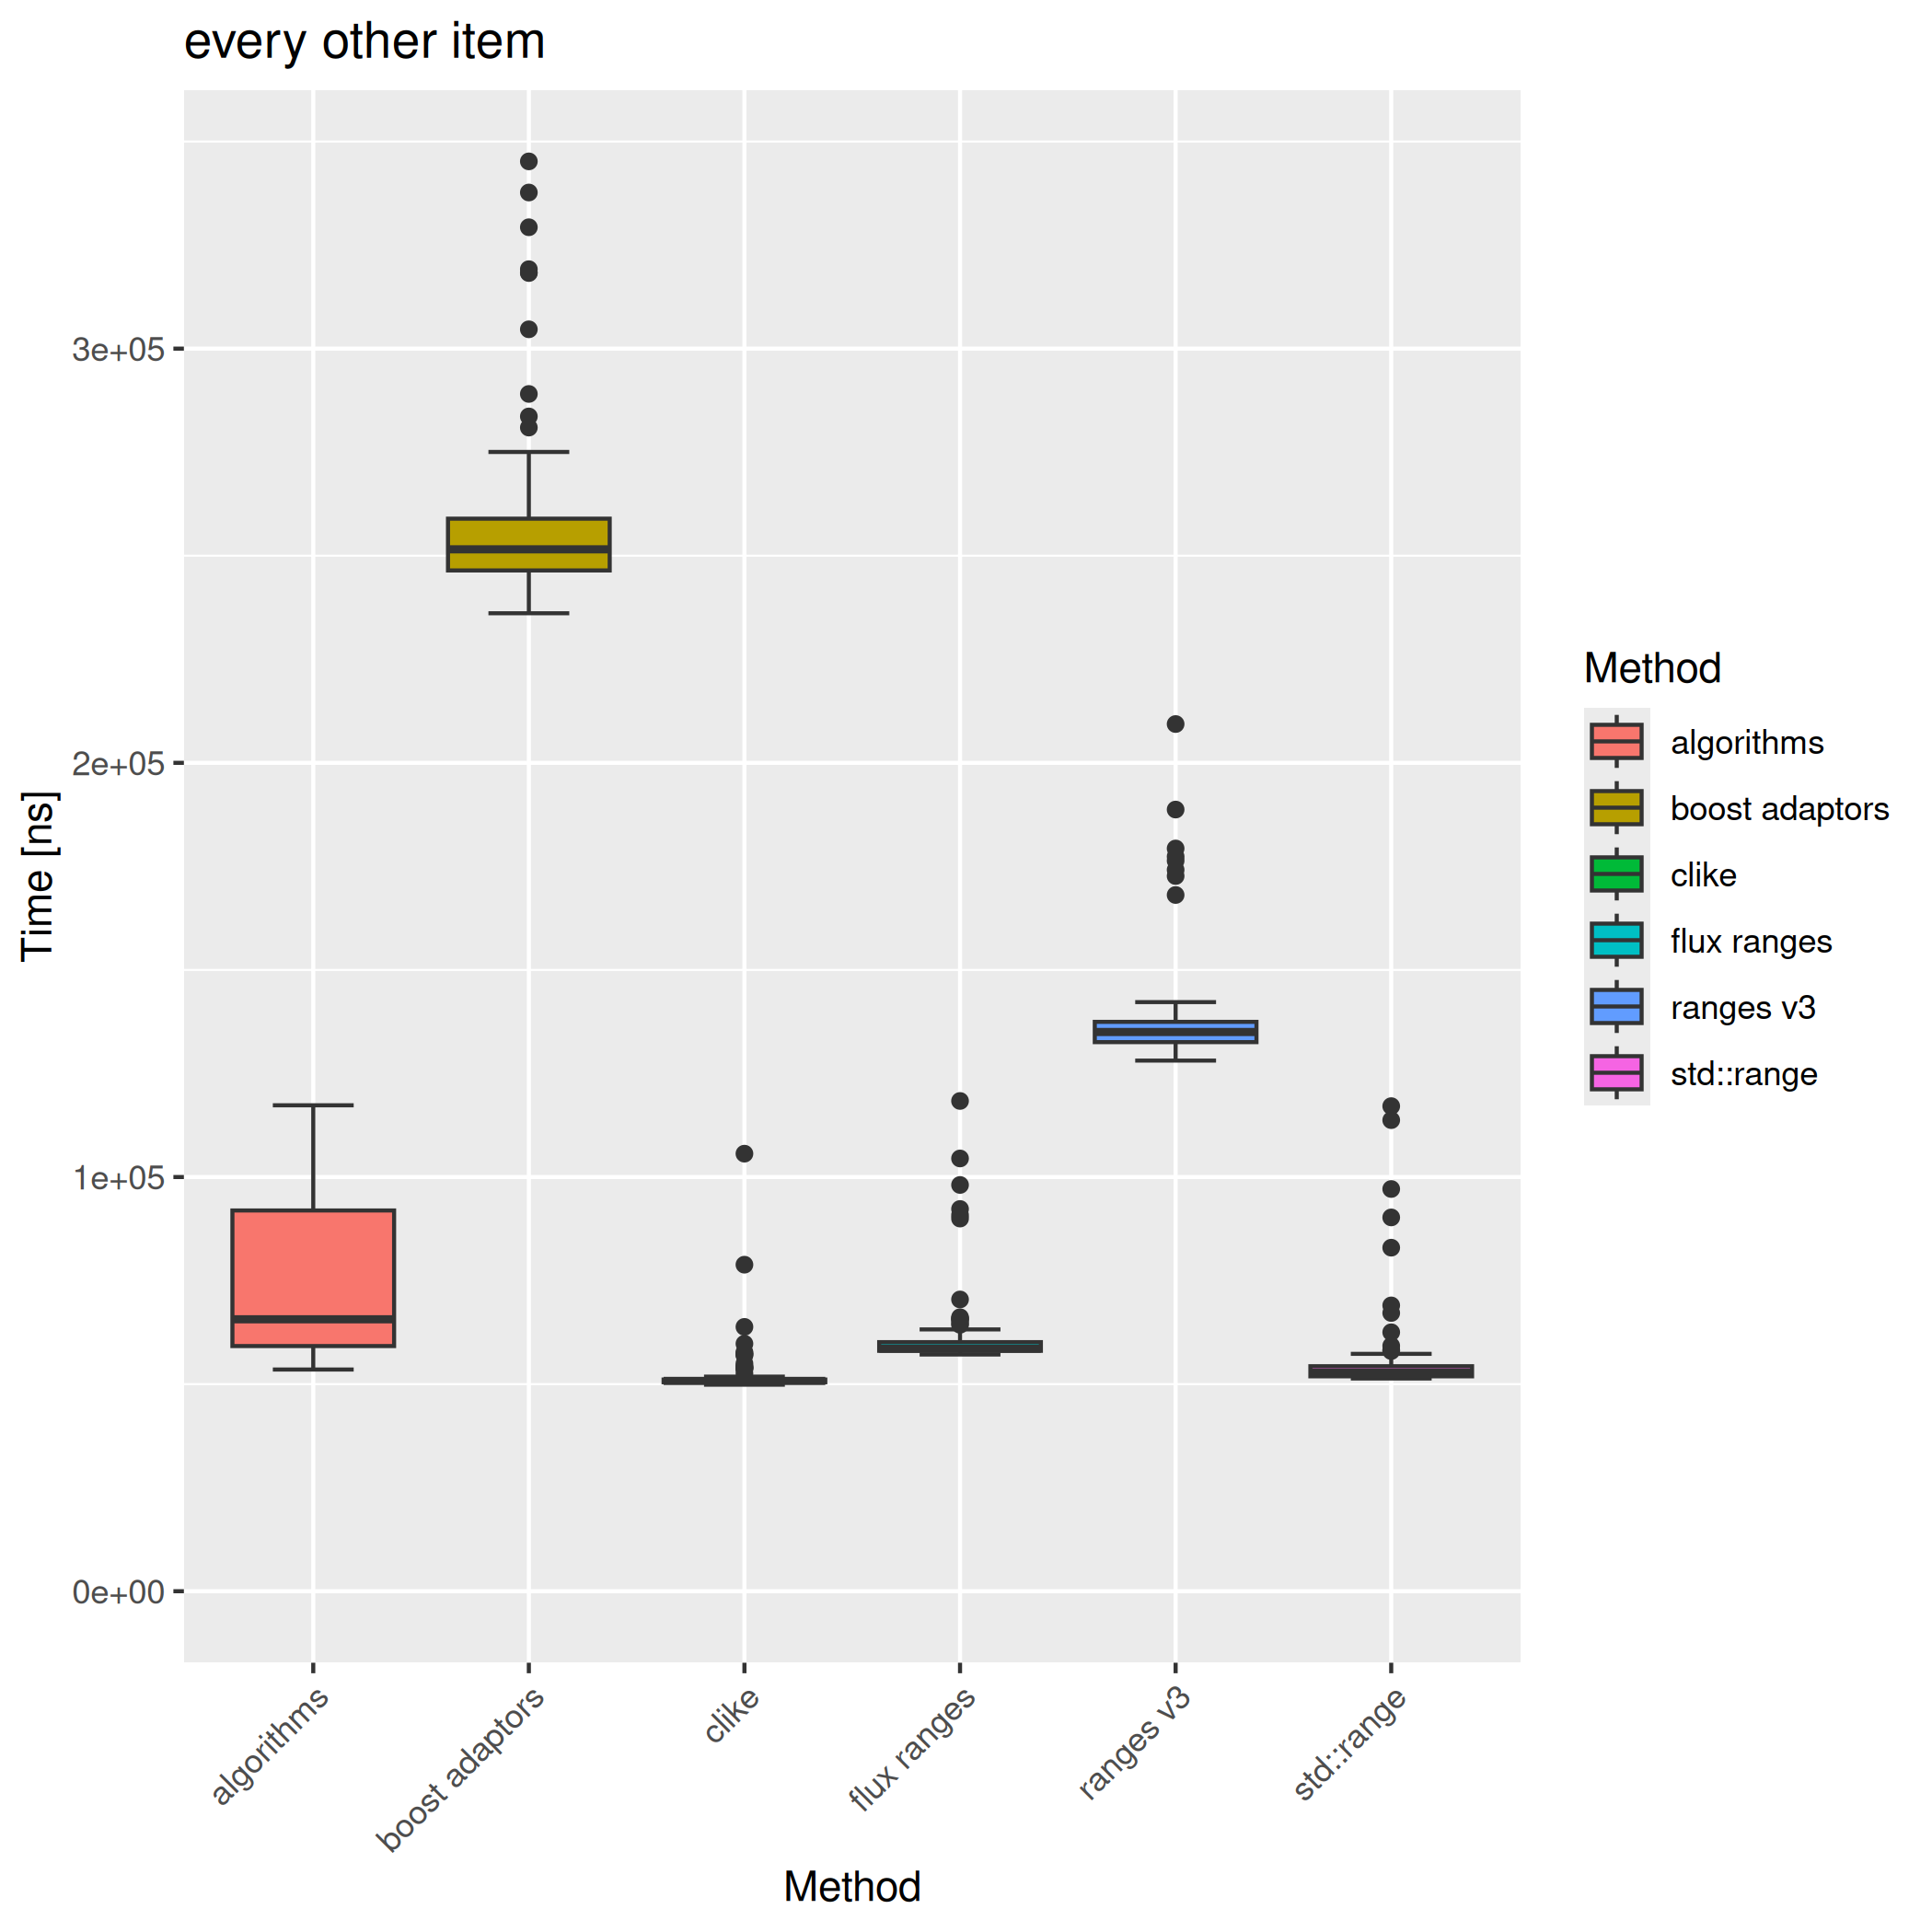 every other item
Time [ns]
3e+05
2e+05
1e+05
0e+00
algorithms
boost adaptors
clike
flux ranges
ranges v3
std::range
Method
Method
algorithms
boost adaptors
clike
flux ranges
ranges v3
std::range